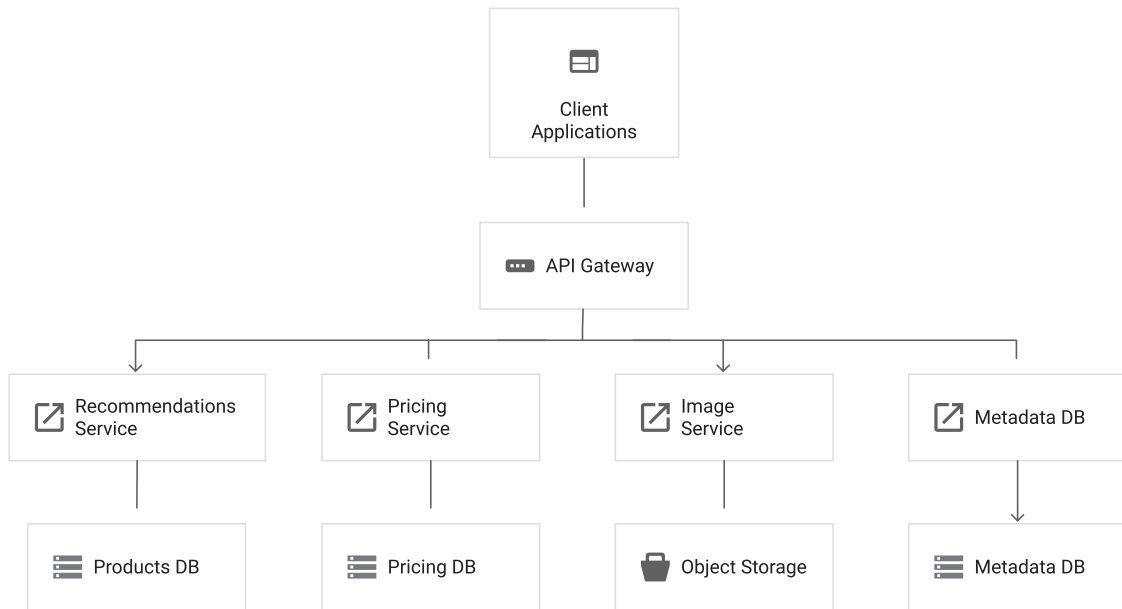 Client
Applications
API Gateway
Recommendations
Service
Pricing
Service
Image
Service
Metadata DB
Products DB
Pricing DB
Object Storage
Metadata DB